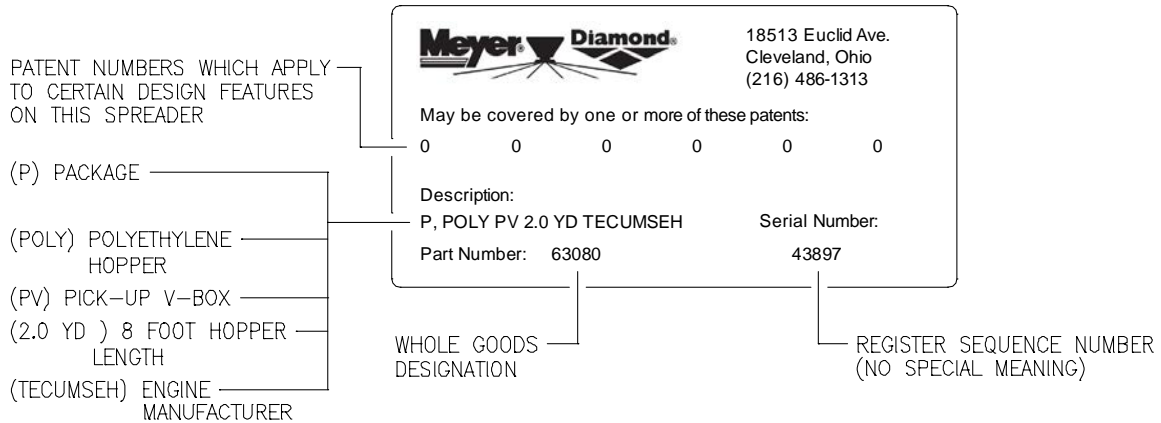 PATENT NUMBERS WHICH APPLY
TO CERTAIN DESIGN FEATURES
ON THIS SPREADER
(P) PACKAGE
(POLY) POLYETHYLENE
HOPPER
(PV) PICK-UP V-BOX
(2.0 YD ) 8 FOOT HOPPER
LENGTH
(TECUMSEH) ENGINE
MANUFACTURER
Meyer® Diamond®
18513 Euclid Ave.
Cleveland, Ohio
(216) 486-1313
May be covered by one or more of these patents:
0 0 0 0 0 0
Description:
P, POLY PV 2.0 YD TECUMSEH Serial Number:
Part Number: 63080 43897
WHOLE GOODS
DESIGNATION
REGISTER SEQUENCE NUMBER
(NO SPECIAL MEANING)